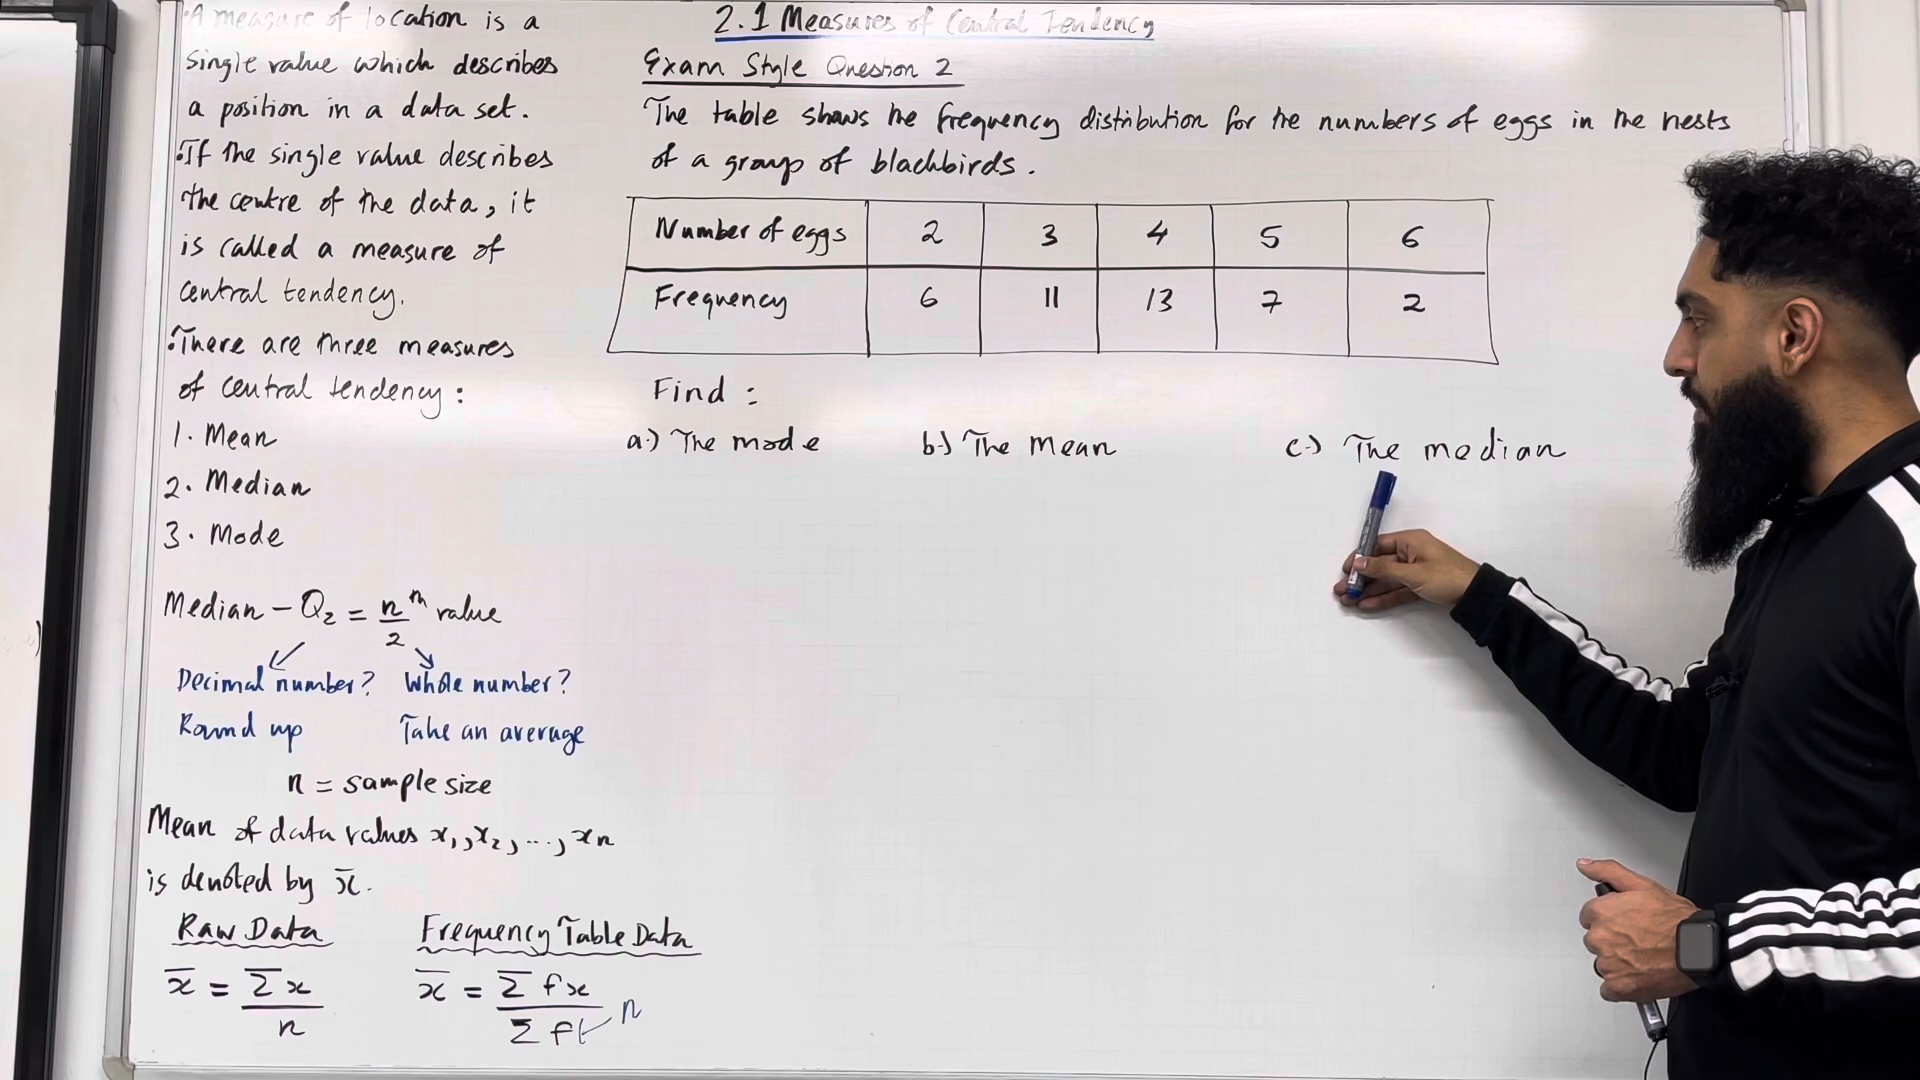 ·A measure of location is a
single value which describes
a position in a data set.
·If the single value describes
the centre of the data, it
is called a measure of
central tendency.
·There are three measures
of central tendency:
1. Mean
2. Median
3. Mode
Median - Q₂ = n/2 th value
Decimal number? Whole number?
Round up Take an average
n = sample size
Mean of data values x₁, x₂, ..., xₙ
is denoted by x̄.
Raw Data Frequency Table Data
x̄ = Σx/n x̄ = Σfx/Σf n
2.1 Measures of Central Tendency
Exam Style Question 2
The table shows the frequency distribution for the numbers of eggs in the nests
of a group of blackbirds.
Number of eggs 2 3 4 5 6
Frequency 6 11 13 7 2
Find :
a.) The mode b.) The mean c.) The median